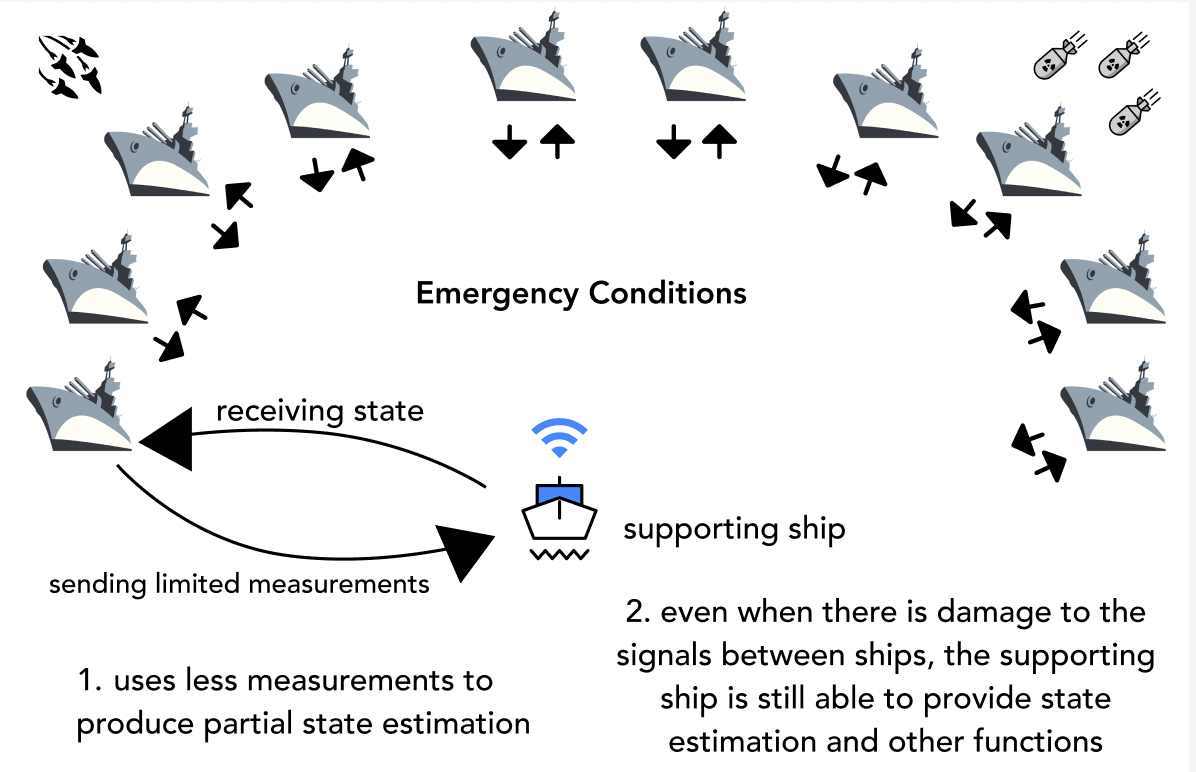 Emergency Conditions
receiving state
supporting ship
sending limited measurements
1. uses less measurements to
produce partial state estimation
2. even when there is damage to the
signals between ships, the supporting
ship is still able to provide state
estimation and other functions